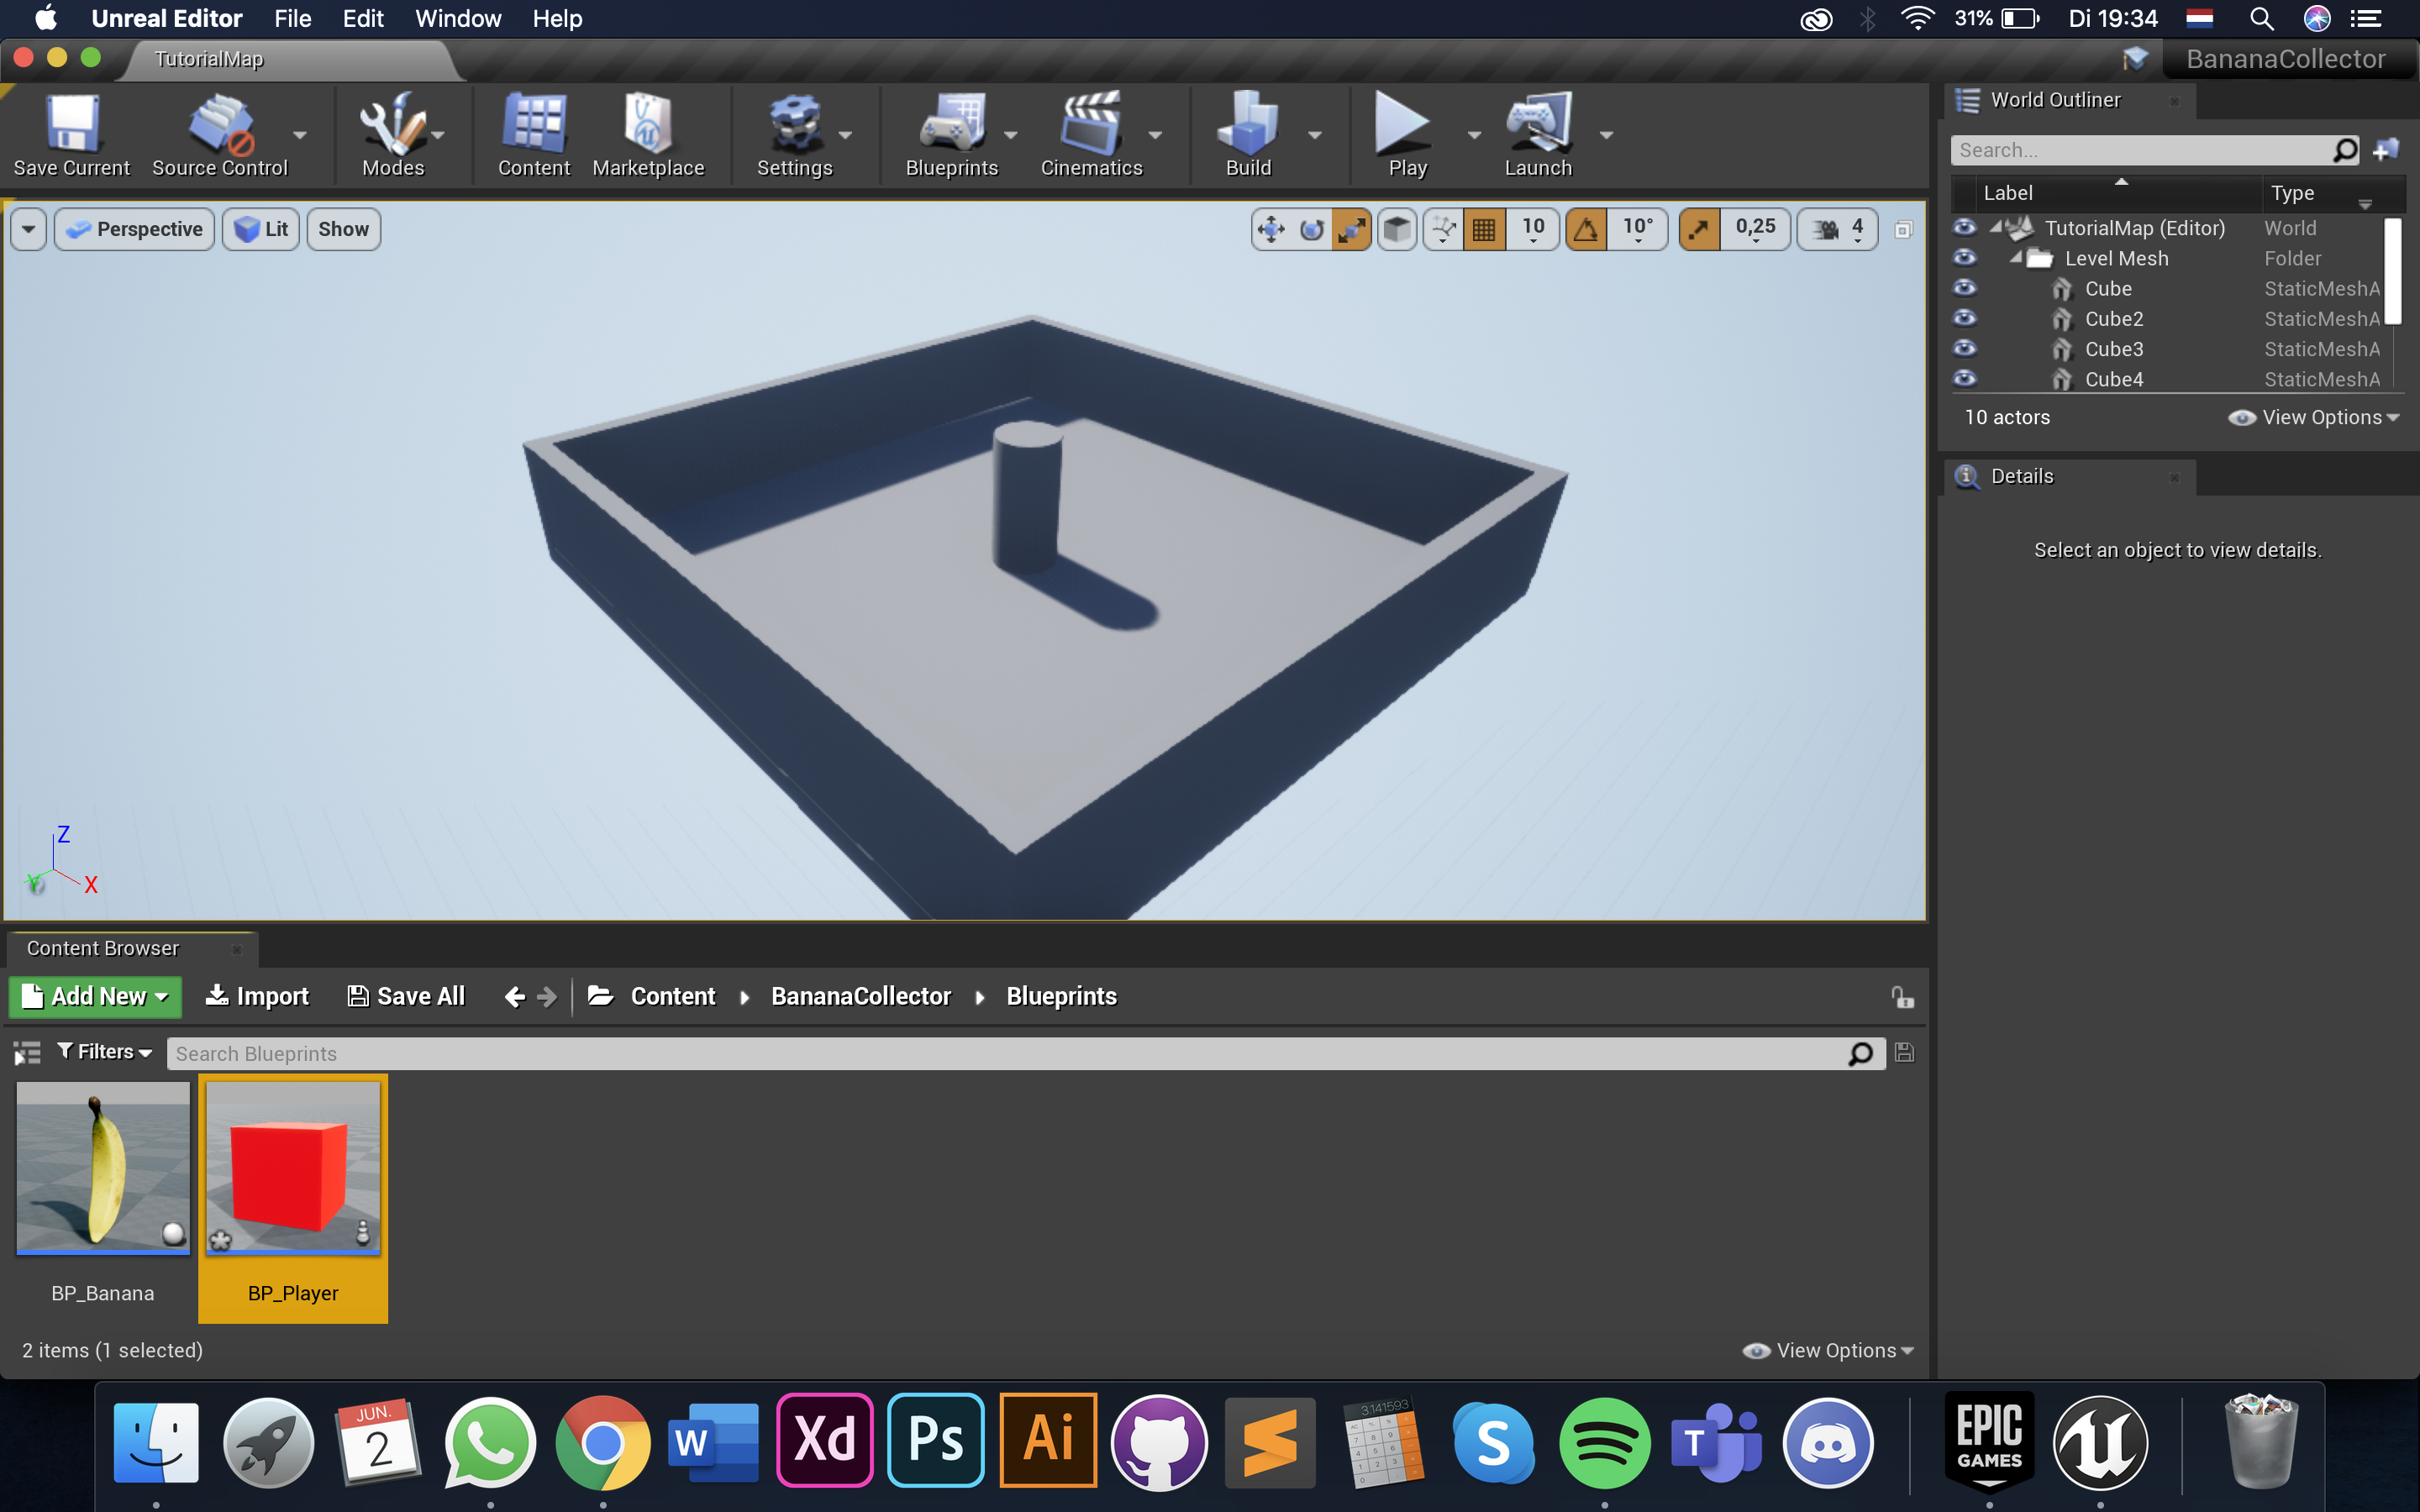 Unreal Editor File Edit Window Help 31% Di 19:34
TutorialMap BananaCollector
Save Current Source Control Modes Content Marketplace Settings Blueprints Cinematics Build Play Launch
World Outliner
Search...
Label Type
Perspective Lit Show 10 10° 0,25 4
TutorialMap (Editor) World
Level Mesh Folder
Cube StaticMeshA
Cube2 StaticMeshA
Cube3 StaticMeshA
Cube4 StaticMeshA
10 actors View Options
Details
Select an object to view details.
Z
Y X
Content Browser
Add New Import Save All Content BananaCollector Blueprints
Filters Search Blueprints
BP_Banana BP_Player
2 items (1 selected) View Options
JUN.
2
W
Xd
Ps
Ai
3.141593
S
T
EPIC
GAMES